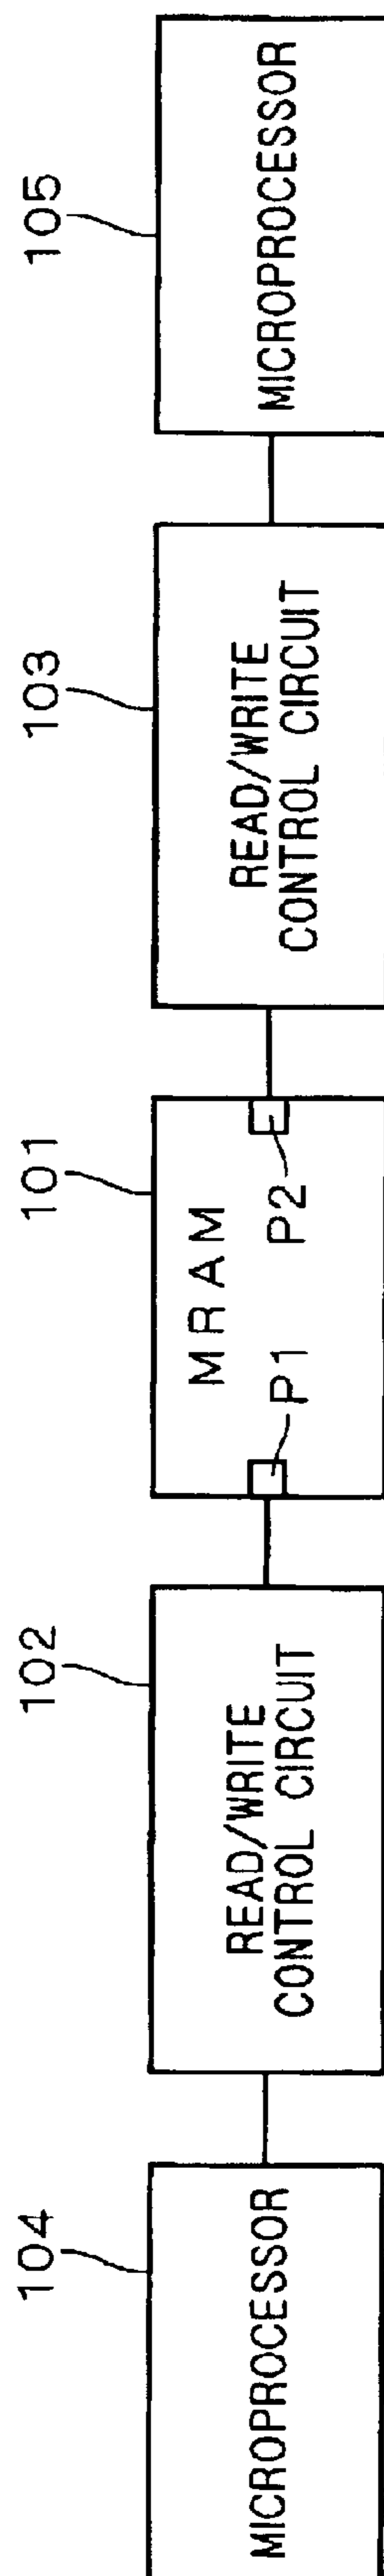 104
102
101
103
105
MICROPROCESSOR
READ/WRITE
CONTROL CIRCUIT
MRAM
P1
P2
READ/WRITE
CONTROL CIRCUIT
MICROPROCESSOR